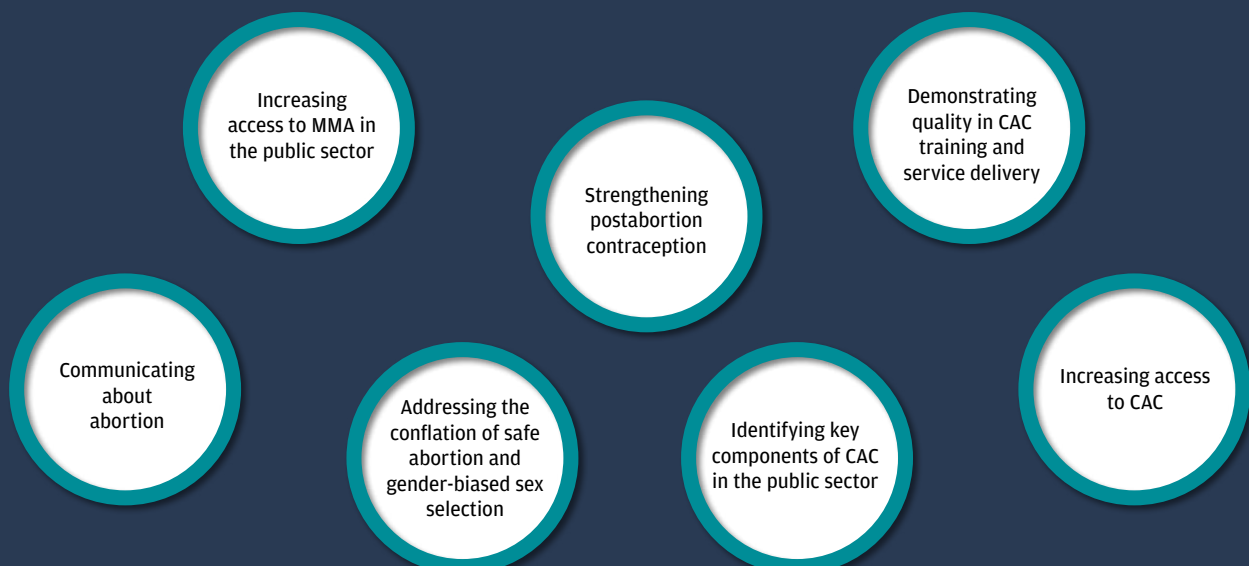 Increasing
access to MMA in
the public sector
Demonstrating
quality in CAC
training and
service delivery
Strengthening
postabortion
contraception
Communicating
about
abortion
Addressing the
conflation of safe
abortion and
gender-biased sex
selection
Identifying key
components of CAC
in the public sector
Increasing access
to CAC